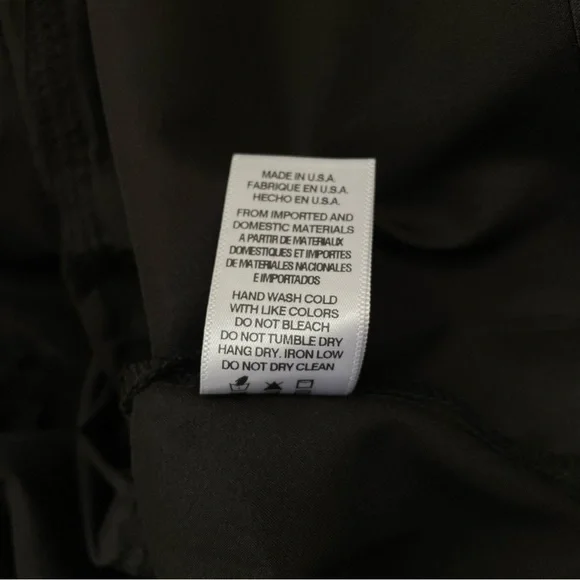 MADE IN U.S.A.
FABRIQUE EN U.S.A.
HECHO EN U.S.A.
FROM IMPORTED AND
DOMESTIC MATERIALS
A PARTIR DE MATERIAUX
DOMESTIQUES ET IMPORTES
DE MATERIALES NACIONALES
E IMPORTADOS
HAND WASH COLD
WITH LIKE COLORS
DO NOT BLEACH
DO NOT TUMBLE DRY
HANG DRY. IRON LOW
DO NOT DRY CLEAN